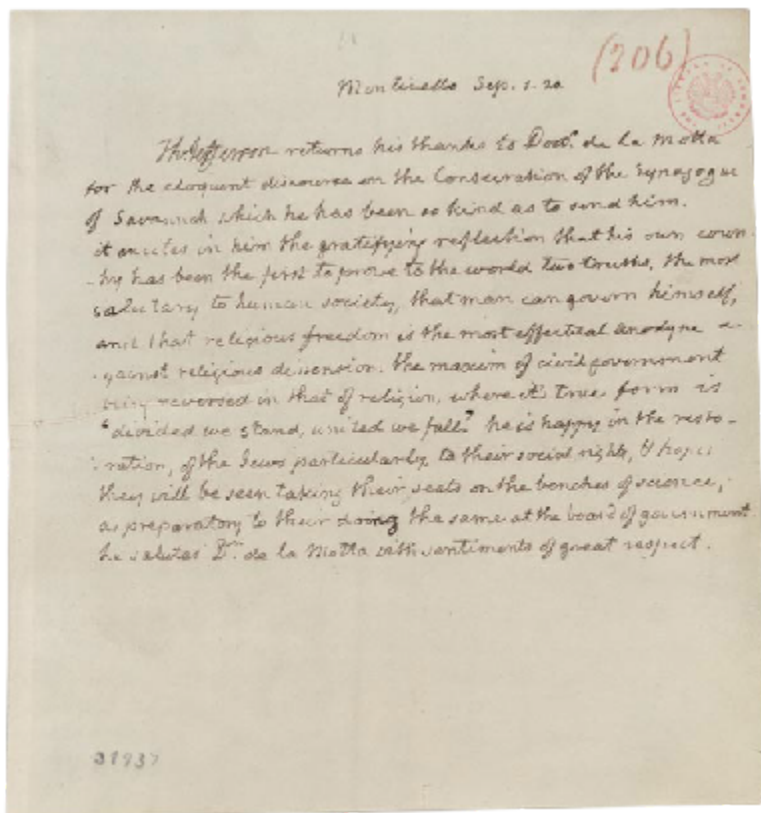 (206)
Monticello Sep. 1. 20
Th: Jefferson returns his thanks to Doctr. de la Motta
for the eloquent discourse on the Consecration of the Synagogue
of Savannah which he has been so kind as to send him.
it excites in him the gratifying reflection that his own coun-
-try has been the first to prove to the world two truths, the most
salutary to human society, that man can govern himself,
and that religious freedom is the most effectual anodyne a-
-gainst religious dissension. the maxim of civil government
being reversed in that of religion, where it's true form is
"divided we stand, united we fall." he is happy in the resto-
-ration, of the Jews particularly, to their social rights, & hopes
they will be seen taking their seats on the benches of science,
as preparatory to their doing the same at the board of government.
he salutes Dr. de la Motta with sentiments of great respect.
31937